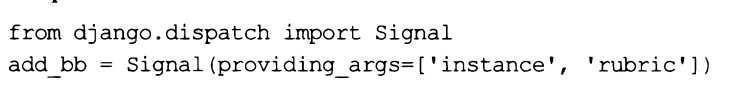 from django.dispatch import Signal
add_bb = Signal(providing_args=['instance', 'rubric'])